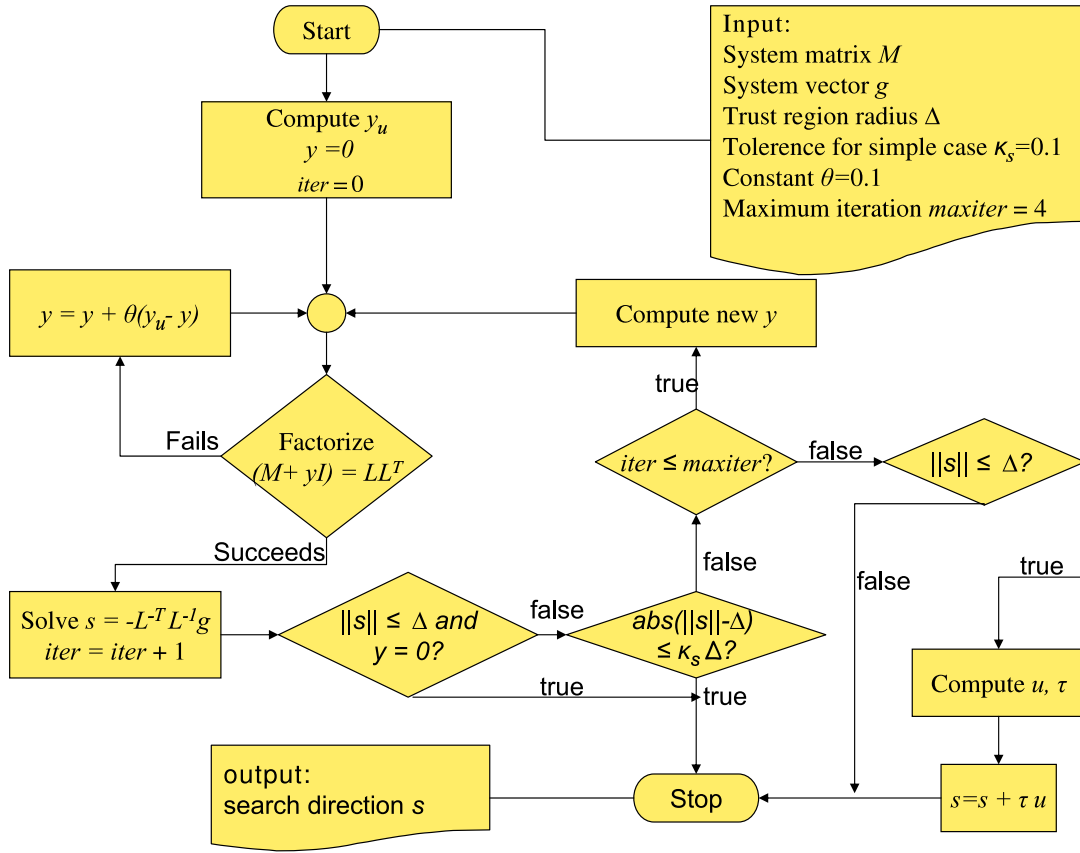 Start
Input:
System matrix M
System vector g
Trust region radius Δ
Tolerence for simple case κs=0.1
Constant θ=0.1
Maximum iteration maxiter = 4
Compute yu
y =0
iter = 0
y = y + θ(yu- y)
Compute new y
true
Fails
Factorize
(M+ yI) = LL^T
iter ≤ maxiter?
false
||s|| ≤ Δ?
Succeeds
false
false
true
Solve s = -L^-T L^-1 g
iter = iter + 1
||s|| ≤ Δ and
y = 0?
false
abs(||s||-Δ)
≤ κs Δ?
true
true
Compute u, τ
output:
search direction s
Stop
s=s + τ u